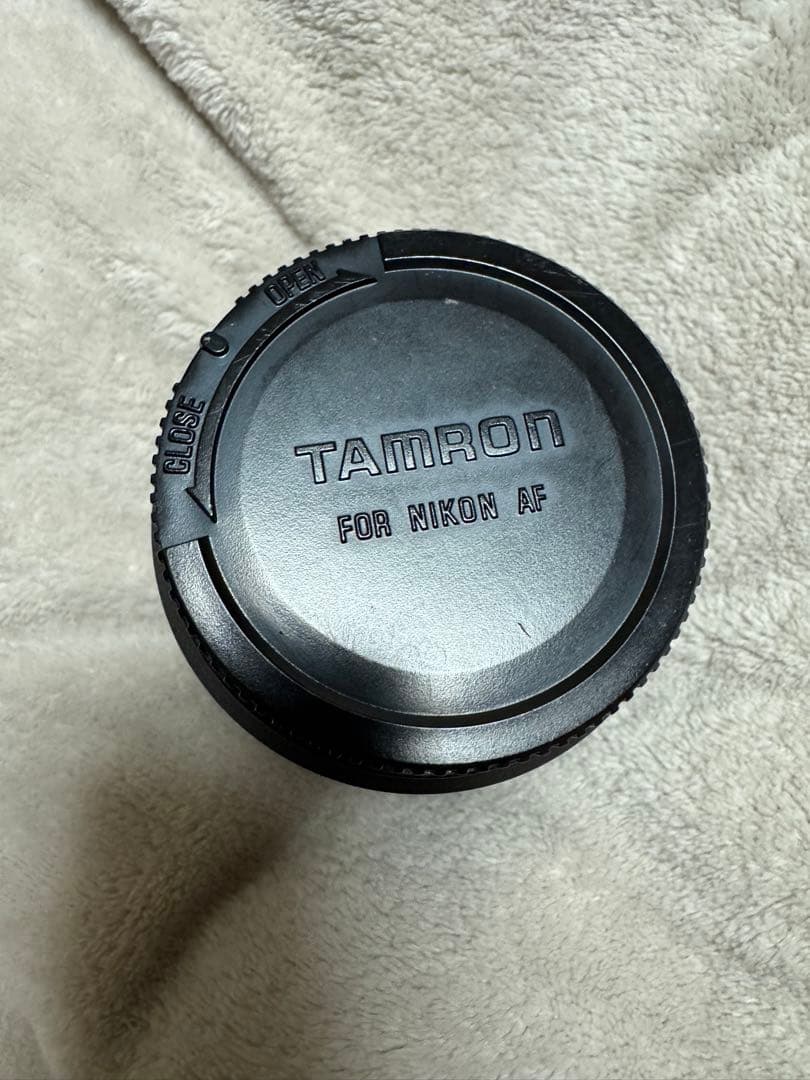 OPEN
CLOSE
TAMRON
FOR NIKON AF